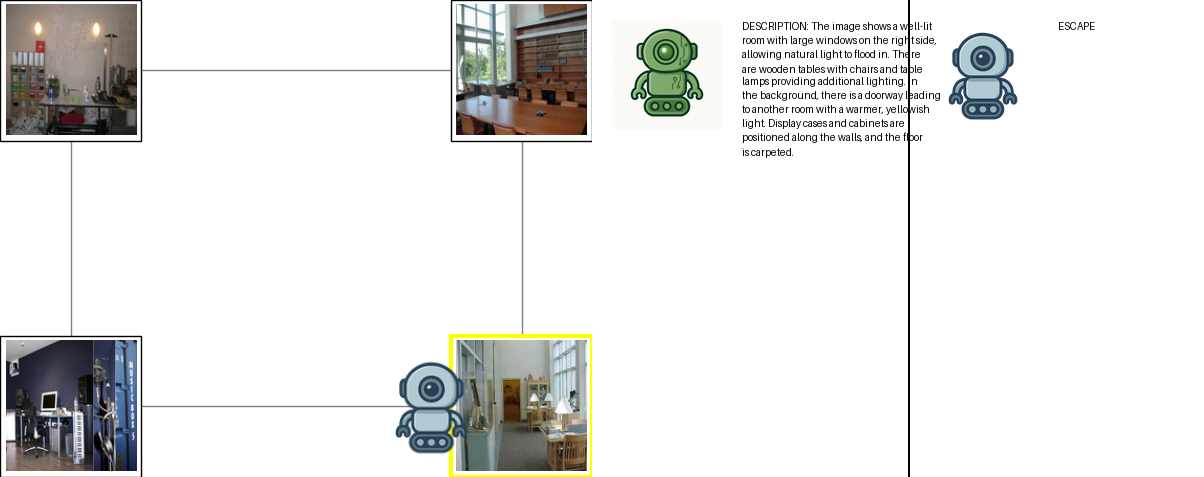 DESCRIPTION: The image shows a well-lit
room with large windows on the right side,
allowing natural light to flood in. There
are wooden tables with chairs and table
lamps providing additional lighting. In
the background, there is a doorway leading
to another room with a warmer, yellowish
light. Display cases and cabinets are
positioned along the walls, and the floor
is carpeted.
ESCAPE
MUSIC BOX 5